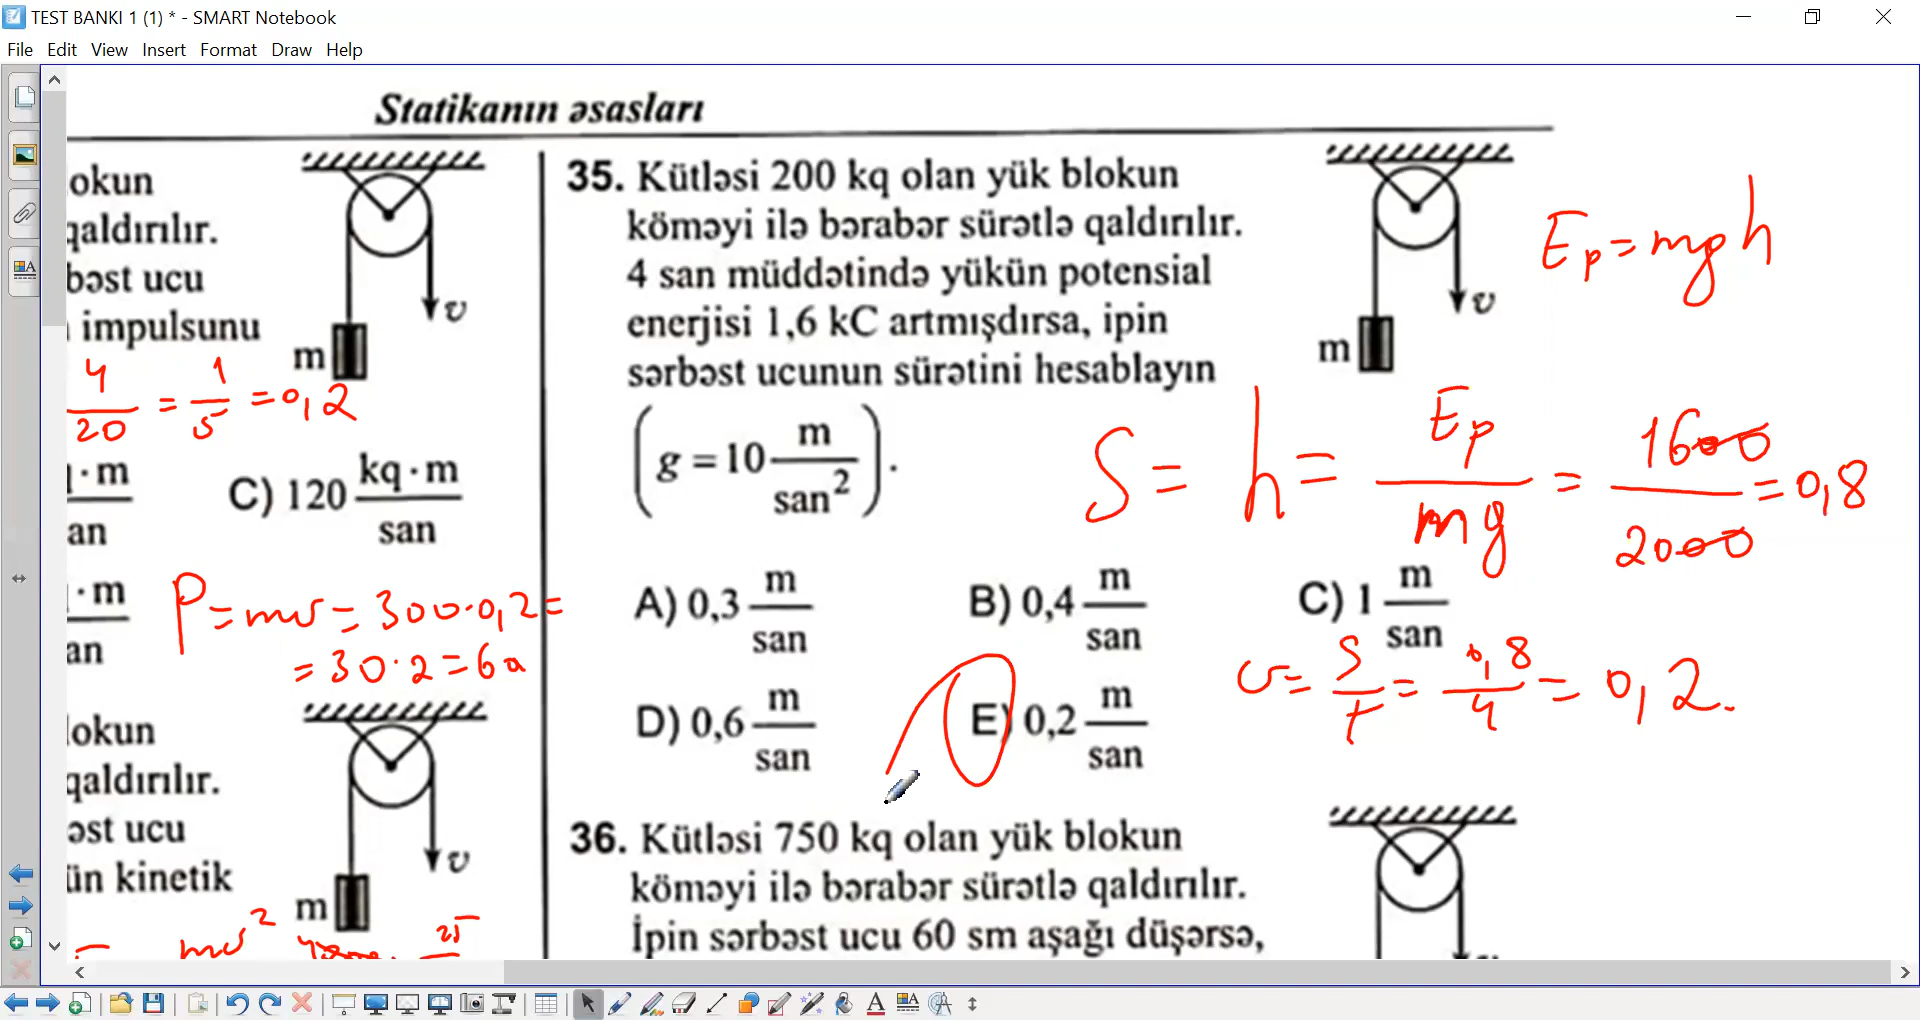 TEST BANKI 1 (1) * - SMART Notebook
File Edit View Insert Format Draw Help
Statikanın əsasları
okun
qaldırılır.
bəst ucu
impulsunu
m
v
4/20 = 1/5 = 0,2
· m
an
C) 120 kq · m/san
· m
an
P = mv = 300 · 0,2 =
= 30 · 2 = 60
lokun
qaldırılır.
əst ucu
ün kinetik
m
v
mv²
25
35. Kütləsi 200 kq olan yük blokun
köməyi ilə bərabər sürətlə qaldırılır.
4 san müddətində yükün potensial
enerjisi 1,6 kC artmışdırsa, ipin
sərbəst ucunun sürətini hesablayın
(g = 10 m/san²).
m
v
Ep = mgh
S = h = Ep/mg = 1600/2000 = 0,8
A) 0,3 m/san B) 0,4 m/san C) 1 m/san
D) 0,6 m/san E) 0,2 m/san
v = S/t = 0,8/4 = 0,2.
36. Kütləsi 750 kq olan yük blokun
köməyi ilə bərabər sürətlə qaldırılır.
İpin sərbəst ucu 60 sm aşağı düşərsə,